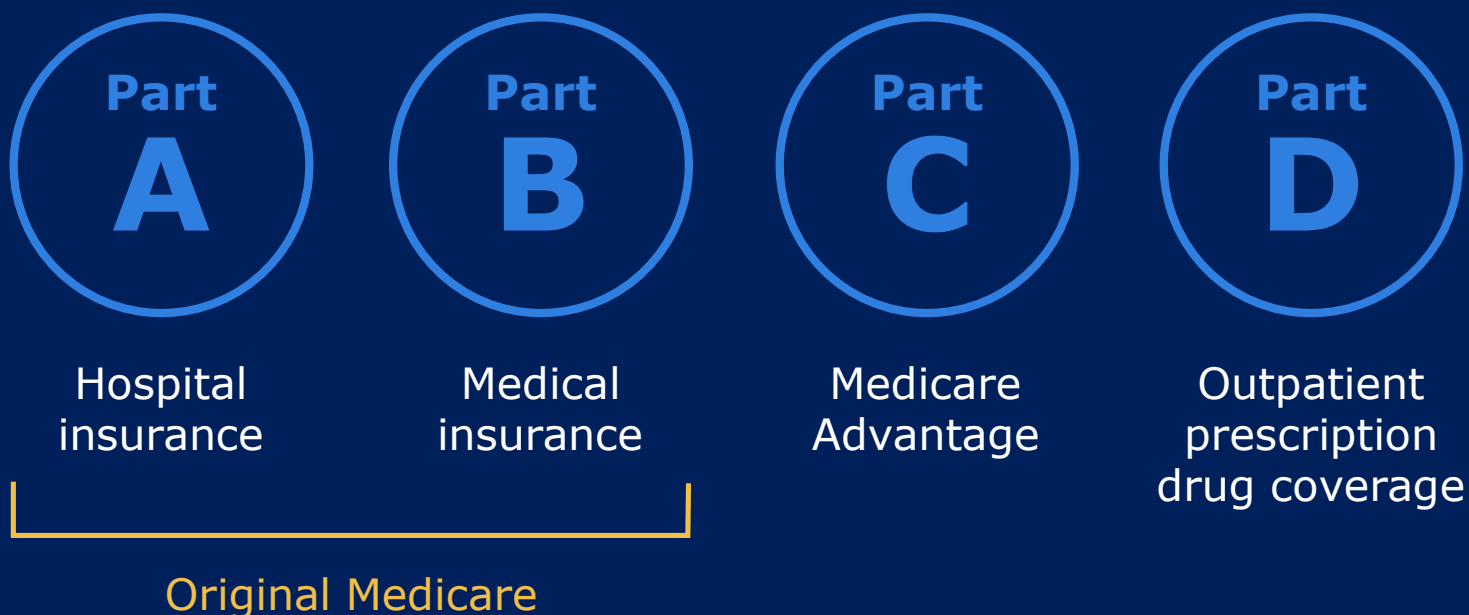 Part
A
Hospital
insurance
Part
B
Medical
insurance
Part
C
Medicare
Advantage
Part
D
Outpatient
prescription
drug coverage
Original Medicare